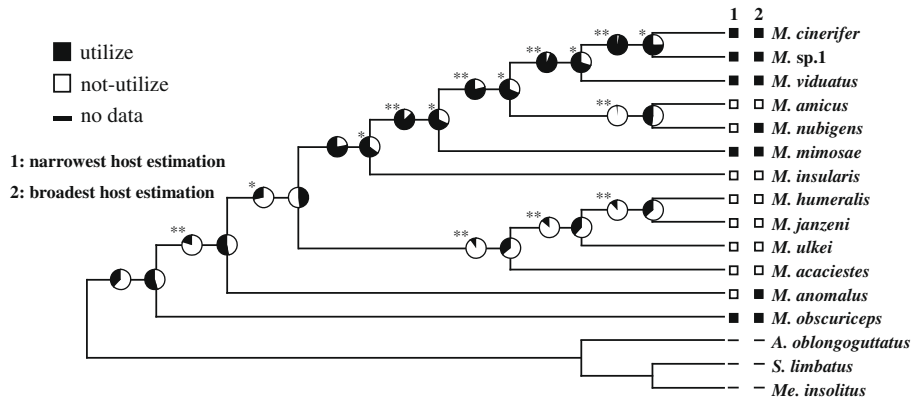 1 2
utilize
not-utilize
no data
1: narrowest host estimation
2: broadest host estimation
** * ** * ** * ** * ** * * ** ** ** ** **
M. cinerifer
M. sp.1
M. viduatus
M. amicus
M. nubigens
M. mimosae
M. insularis
M. humeralis
M. janzeni
M. ulkei
M. acaciestes
M. anomalus
M. obscuriceps
A. oblongoguttatus
S. limbatus
Me. insolitus